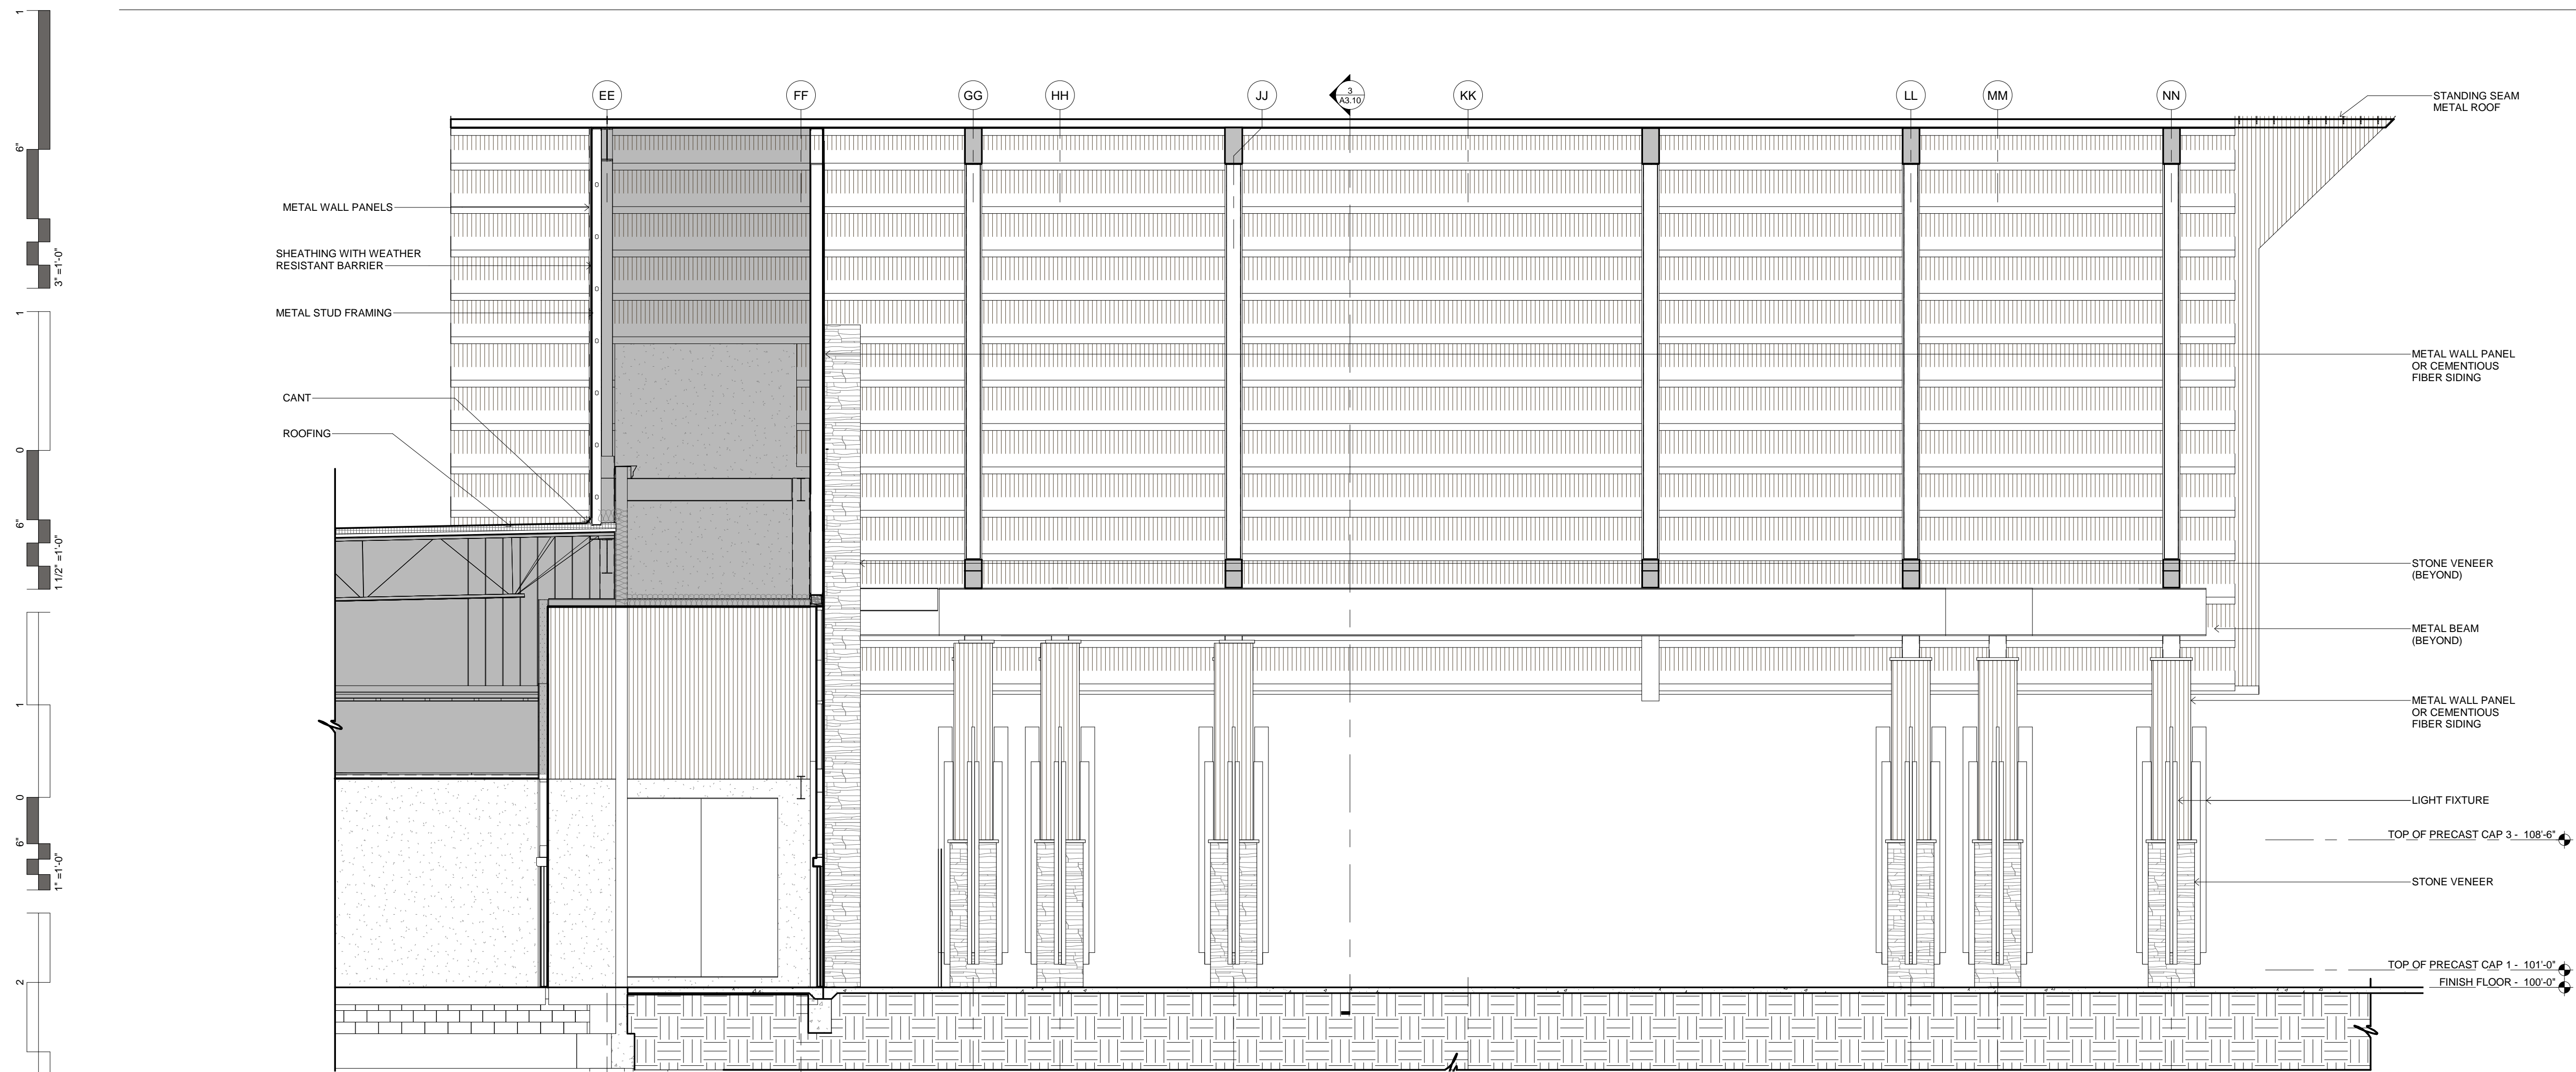 EE
FF
GG
HH
JJ
3
A3.10
KK
LL
MM
NN
STANDING SEAM
METAL ROOF
METAL WALL PANELS
SHEATHING WITH WEATHER
RESISTANT BARRIER
METAL STUD FRAMING
CANT
ROOFING
METAL WALL PANEL
OR CEMENTIOUS
FIBER SIDING
STONE VENEER
(BEYOND)
METAL BEAM
(BEYOND)
METAL WALL PANEL
OR CEMENTIOUS
FIBER SIDING
LIGHT FIXTURE
TOP OF PRECAST CAP 3 - 108'-6"
STONE VENEER
TOP OF PRECAST CAP 1 - 101'-0"
FINISH FLOOR - 100'-0"
1
6"
3" =1'-0"
1
0
6"
1 1/2" =1'-0"
1
0
6"
1" =1'-0"
2